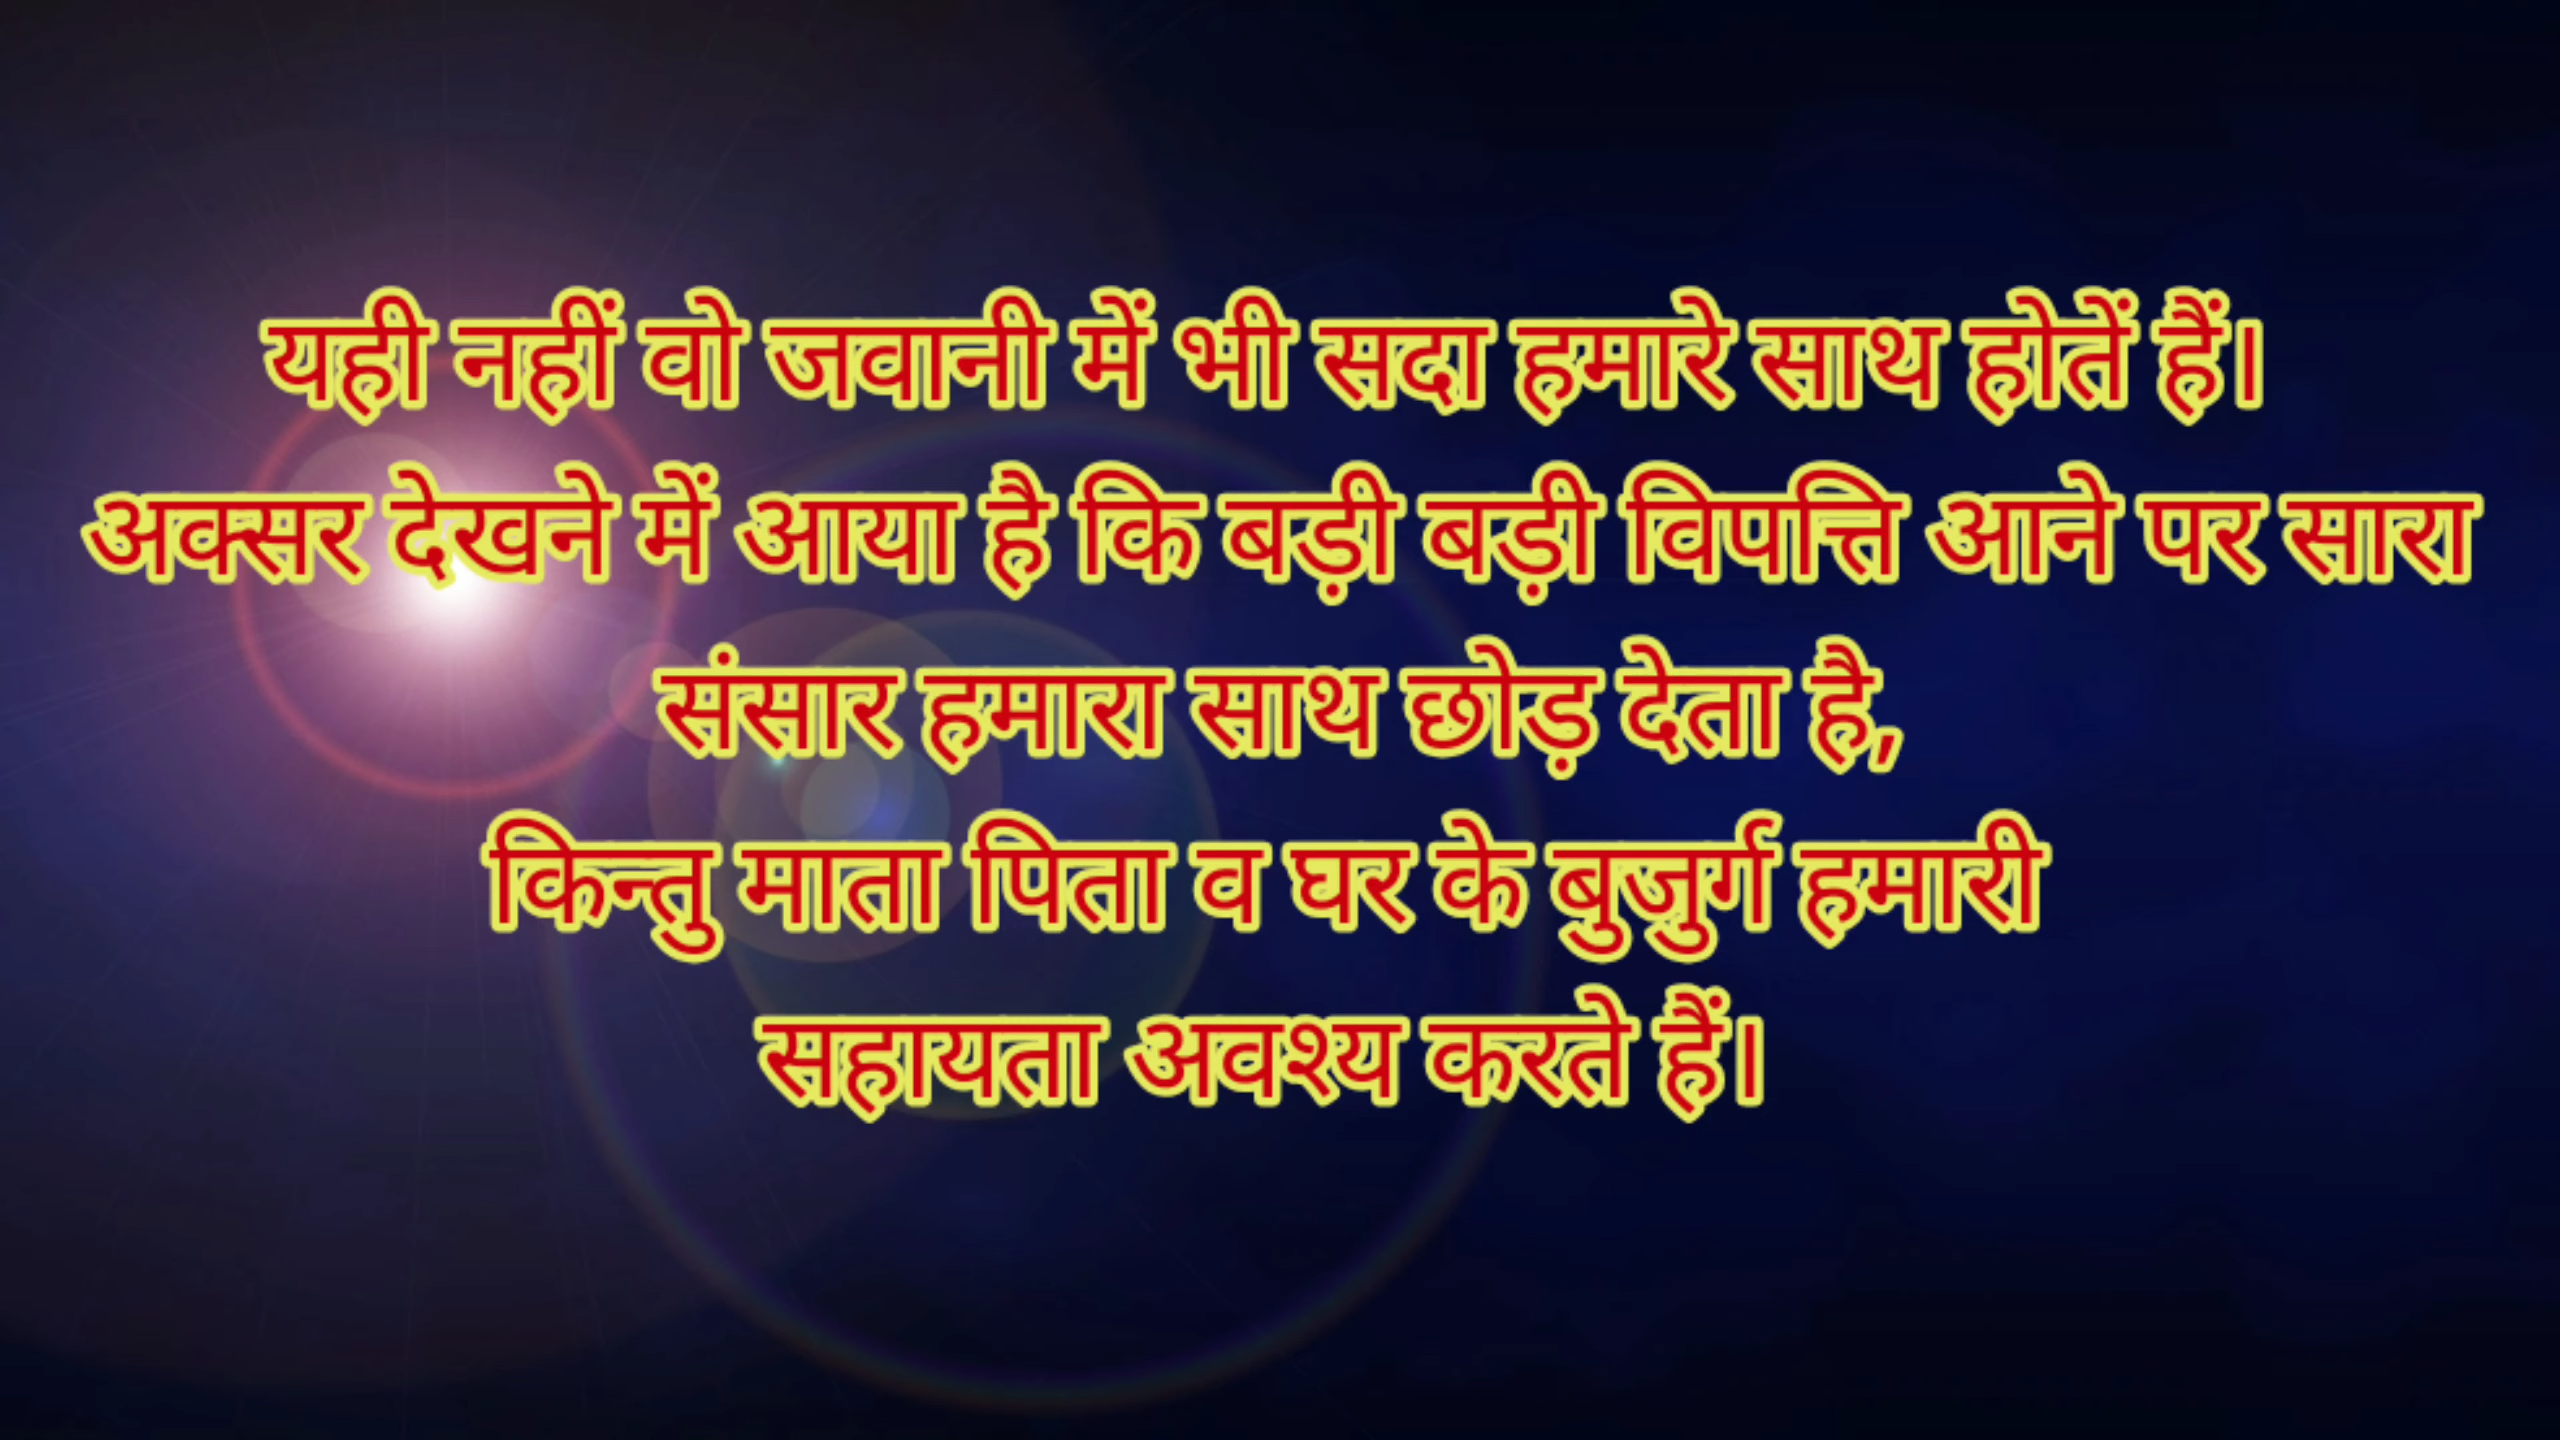 यही नहीं वो जवानी में भी सदा हमारे साथ होतें हैं।
अक्सर देखने में आया है कि बड़ी बड़ी विपत्ति आने पर सारा
संसार हमारा साथ छोड़ देता है,
किन्तु माता पिता व घर के बुजुर्ग हमारी
सहायता अवश्य करते हैं।